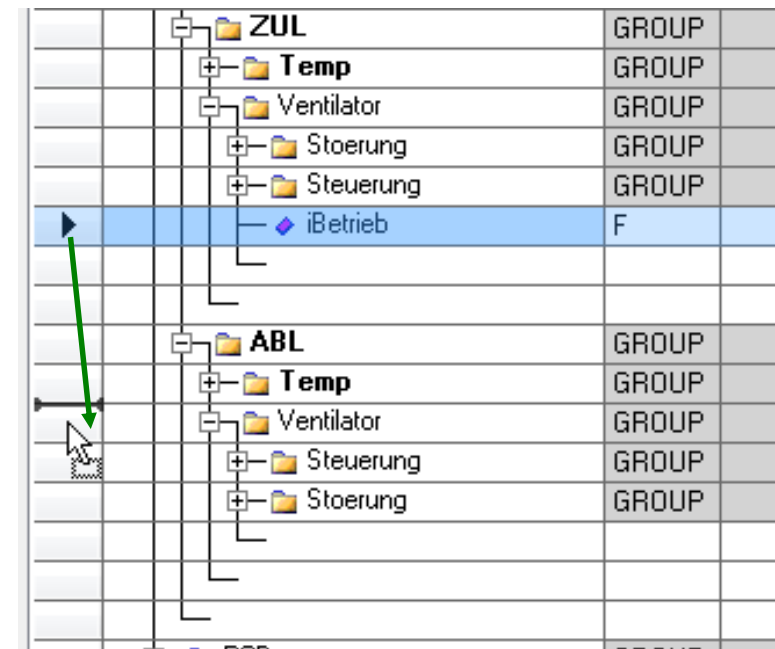 ZUL GROUP
Temp GROUP
Ventilator GROUP
Stoerung GROUP
Steuerung GROUP
iBetrieb F
ABL GROUP
Temp GROUP
Ventilator GROUP
Steuerung GROUP
Stoerung GROUP